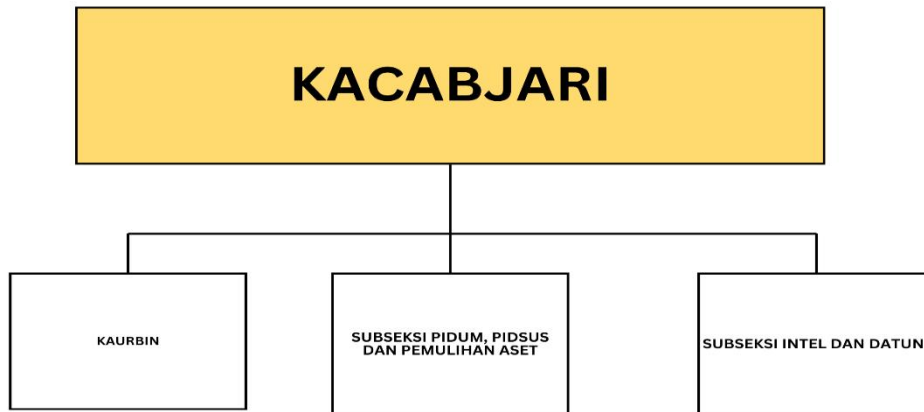 KACABJARI
KAURBIN
SUBSEKSI PIDUM, PIDSUS
DAN PEMULIHAN ASET
SUBSEKSI INTEL DAN DATUN